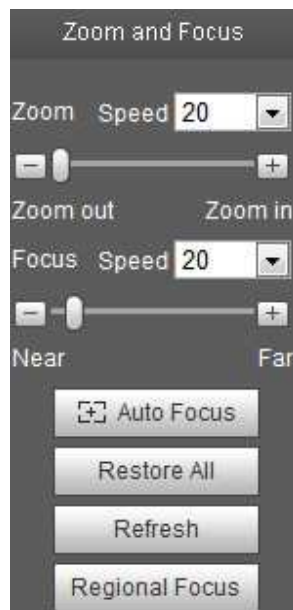 Zoom and Focus
Zoom Speed 20
Zoom out Zoom in
Focus Speed 20
Near Far
Auto Focus
Restore All
Refresh
Regional Focus